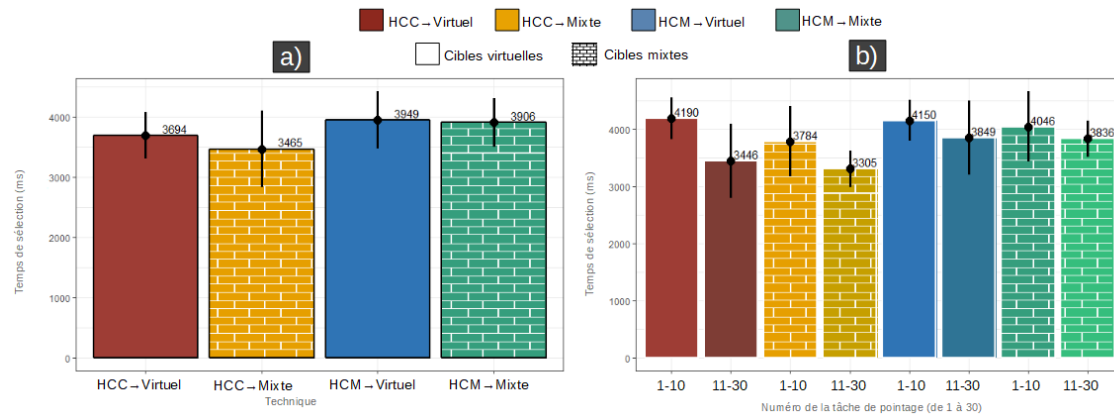 HCC→Virtuel HCC→Mixte HCM→Virtuel HCM→Mixte
Cibles virtuelles Cibles mixtes
a)
Temps de sélection (ms)
4000
3000
2000
1000
0
3694
3465
3949
3906
HCC→Virtuel HCC→Mixte HCM→Virtuel HCM→Mixte
Technique
b)
Temps de sélection (ms)
4000
3000
2000
1000
0
4190
3446
3784
3305
4150
3849
4046
3836
1-10 11-30 1-10 11-30 1-10 11-30 1-10 11-30
Numéro de la tâche de pointage (de 1 à 30)